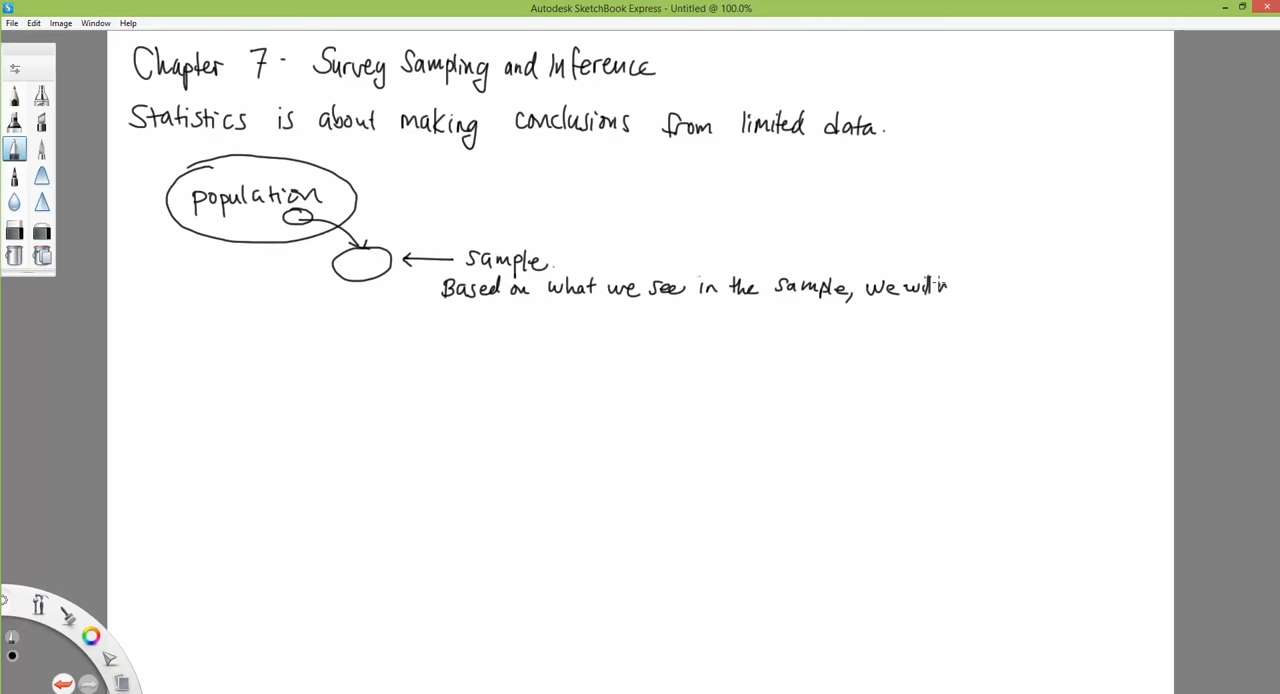 Autodesk SketchBook Express - Untitled @ 100.0%
File Edit Image Window Help
Chapter 7 - Survey Sampling and Inference
Statistics is about making conclusions from limited data.
population
sample.
Based on what we see in the sample, we will